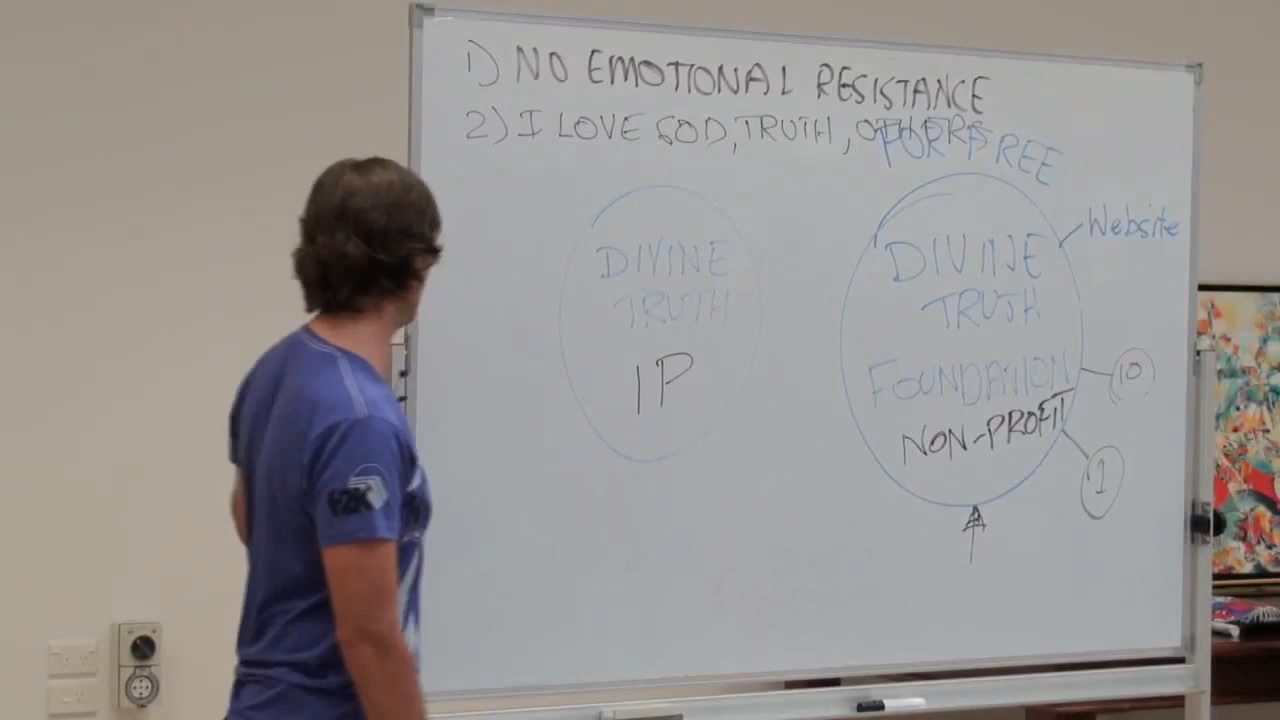 1) NO EMOTIONAL RESISTANCE
2) I LOVE GOD, TRUTH, OTHERS
FOR FREE
DIVINE
TRUTH
IP
DIVINE
TRUTH
FOUNDATION
NON-PROFIT
Website
10
1